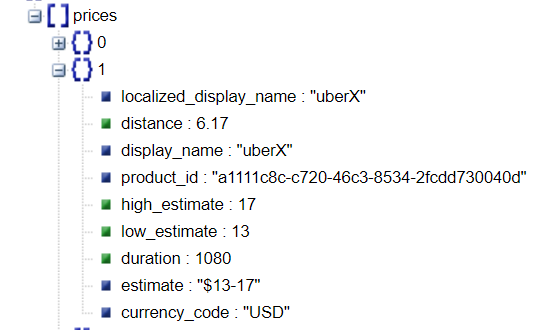 prices
0
1
localized_display_name : "uberX"
distance : 6.17
display_name : "uberX"
product_id : "a1111c8c-c720-46c3-8534-2fcdd730040d"
high_estimate : 17
low_estimate : 13
duration : 1080
estimate : "$13-17"
currency_code : "USD"